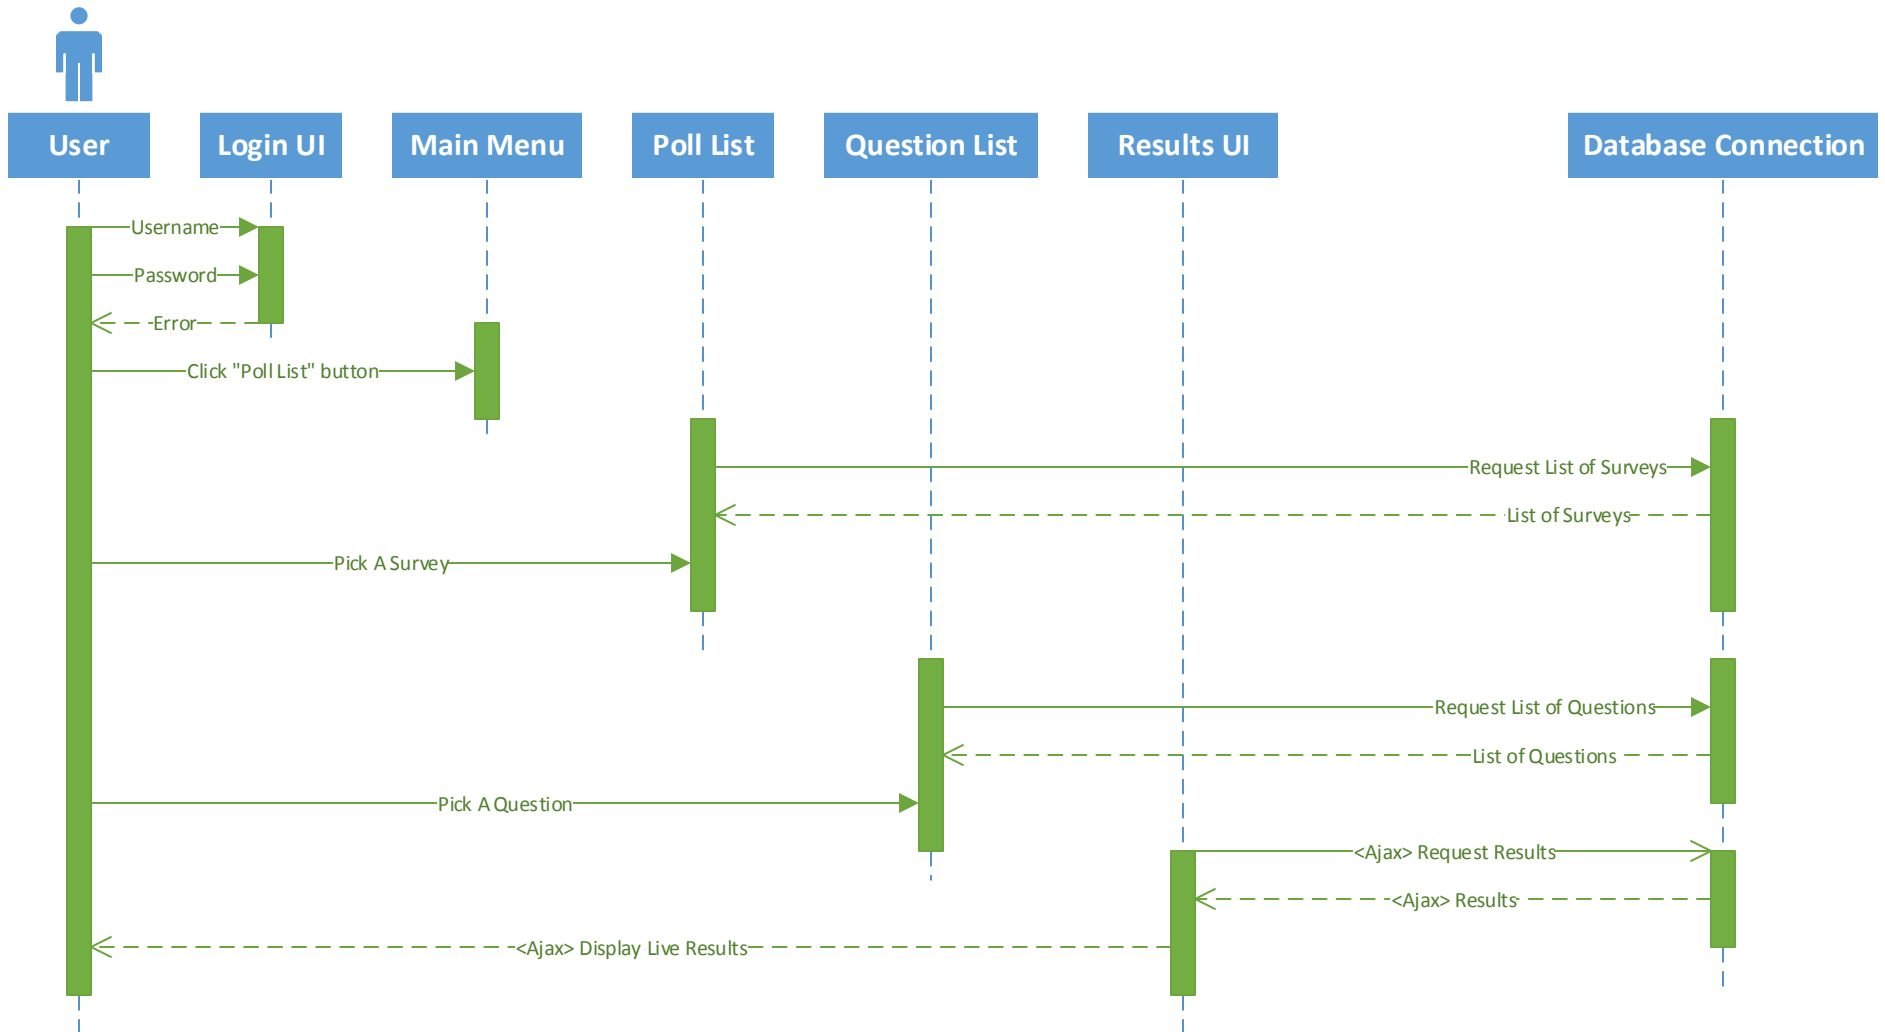 User
Login UI
Main Menu
Poll List
Question List
Results UI
Database Connection
Username
Password
Error
Click "Poll List" button
Request List of Surveys
List of Surveys
Pick A Survey
Request List of Questions
List of Questions
Pick A Question
<Ajax> Request Results
<Ajax> Results
<Ajax> Display Live Results